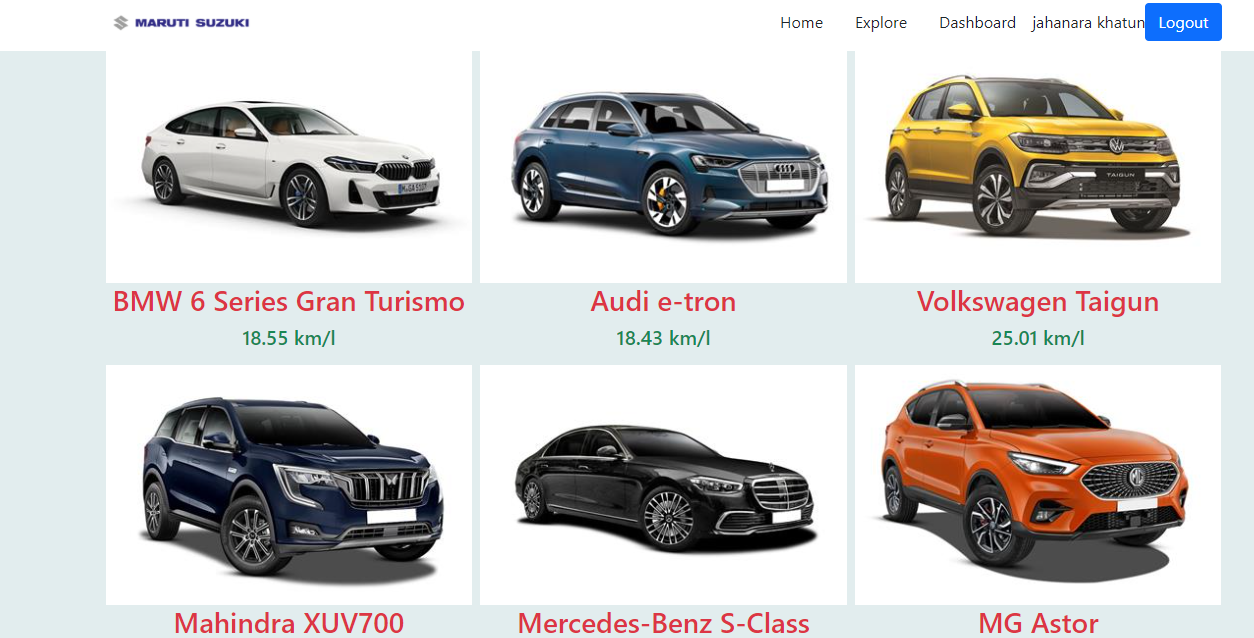 MARUTI SUZUKI
Home Explore Dashboard jahanara khatun Logout
TAIGUN
BMW 6 Series Gran Turismo Audi e-tron Volkswagen Taigun
18.55 km/l 18.43 km/l 25.01 km/l
Mahindra XUV700 Mercedes-Benz S-Class MG Astor